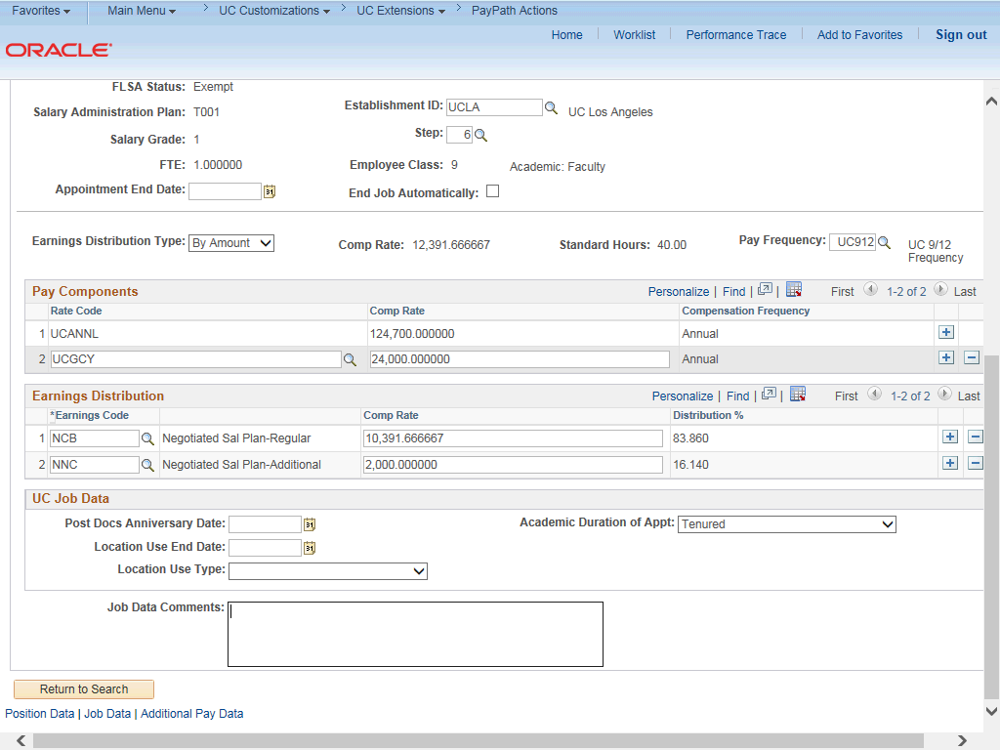 Favorites Main Menu > UC Customizations > UC Extensions > PayPath Actions
Home Worklist Performance Trace Add to Favorites Sign out
ORACLE
FLSA Status: Exempt
Salary Administration Plan: T001 Establishment ID: UCLA UC Los Angeles
Salary Grade: 1 Step: 6
FTE: 1.000000 Employee Class: 9 Academic: Faculty
Appointment End Date: 31 End Job Automatically:
Earnings Distribution Type: By Amount Comp Rate: 12,391.666667 Standard Hours: 40.00 Pay Frequency: UC912 UC 9/12
Frequency
Pay Components Personalize | Find | | First 1-2 of 2 Last
Rate Code Comp Rate Compensation Frequency
1 UCANNL 124,700.000000 Annual + 
2 UCGCY 24,000.000000 Annual + −
Earnings Distribution Personalize | Find | | First 1-2 of 2 Last
*Earnings Code Comp Rate Distribution %
1 NCB Negotiated Sal Plan-Regular 10,391.666667 83.860 + −
2 NNC Negotiated Sal Plan-Additional 2,000.000000 16.140 + −
UC Job Data
Post Docs Anniversary Date: 31 Academic Duration of Appt: Tenured
Location Use End Date: 31
Location Use Type:
Job Data Comments:
Return to Search
Position Data | Job Data | Additional Pay Data